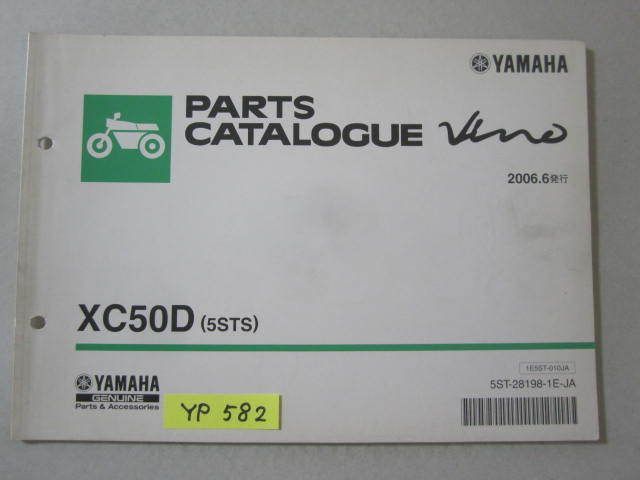 YAMAHA
PARTS
CATALOGUE Vino
2006.6発行
XC50D (5STS)
1E5ST-010JA
5ST-28198-1E-JA
YAMAHA
GENUINE
Parts & Accessories
YP 582